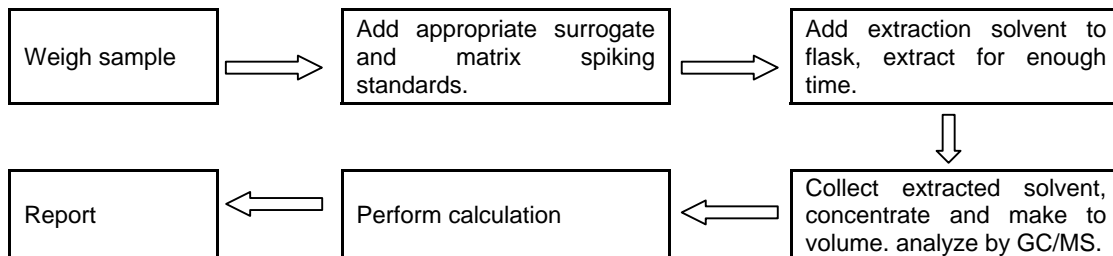 Weigh sample
Add appropriate surrogate
and matrix spiking
standards.
Add extraction solvent to
flask, extract for enough
time.
Collect extracted solvent,
concentrate and make to
volume. analyze by GC/MS.
Perform calculation
Report